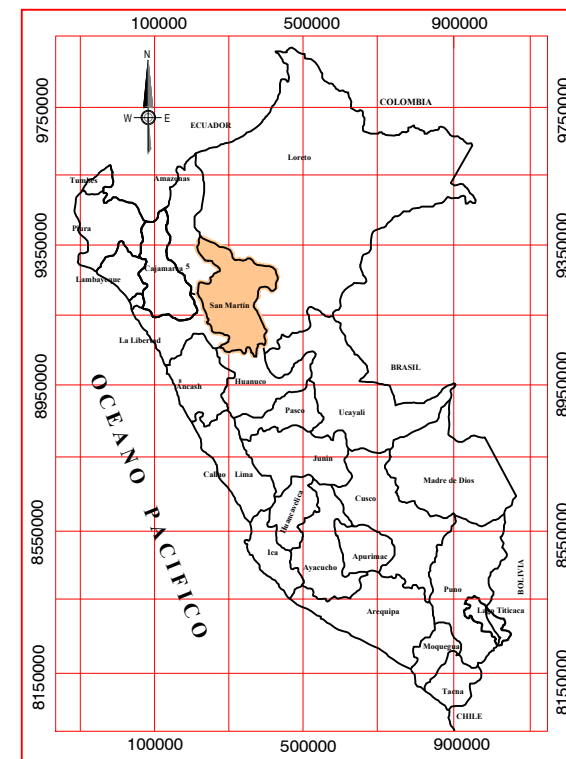 100000 500000 900000
9750000
9750000
N
W E
COLOMBIA
ECUADOR
Loreto
Tumbes
Amazonas
Piura
9350000
9350000
Cajamarca 5
Lambayeque
San Martín
La Libertad
BRASIL
8950000
8950000
Huanuco
Ancash
Pasco
Ucayali
OCEANO PACIFICO
Junin
Callao
Lima
Madre de Dios
Cusco
Huancavelica
8550000
8550000
Ica
Ayacucho
Apurimac
BOLIVIA
Puno
Arequipa
Lago Titicaca
Moquegua
8150000
8150000
Tacna
CHILE
100000 500000 900000